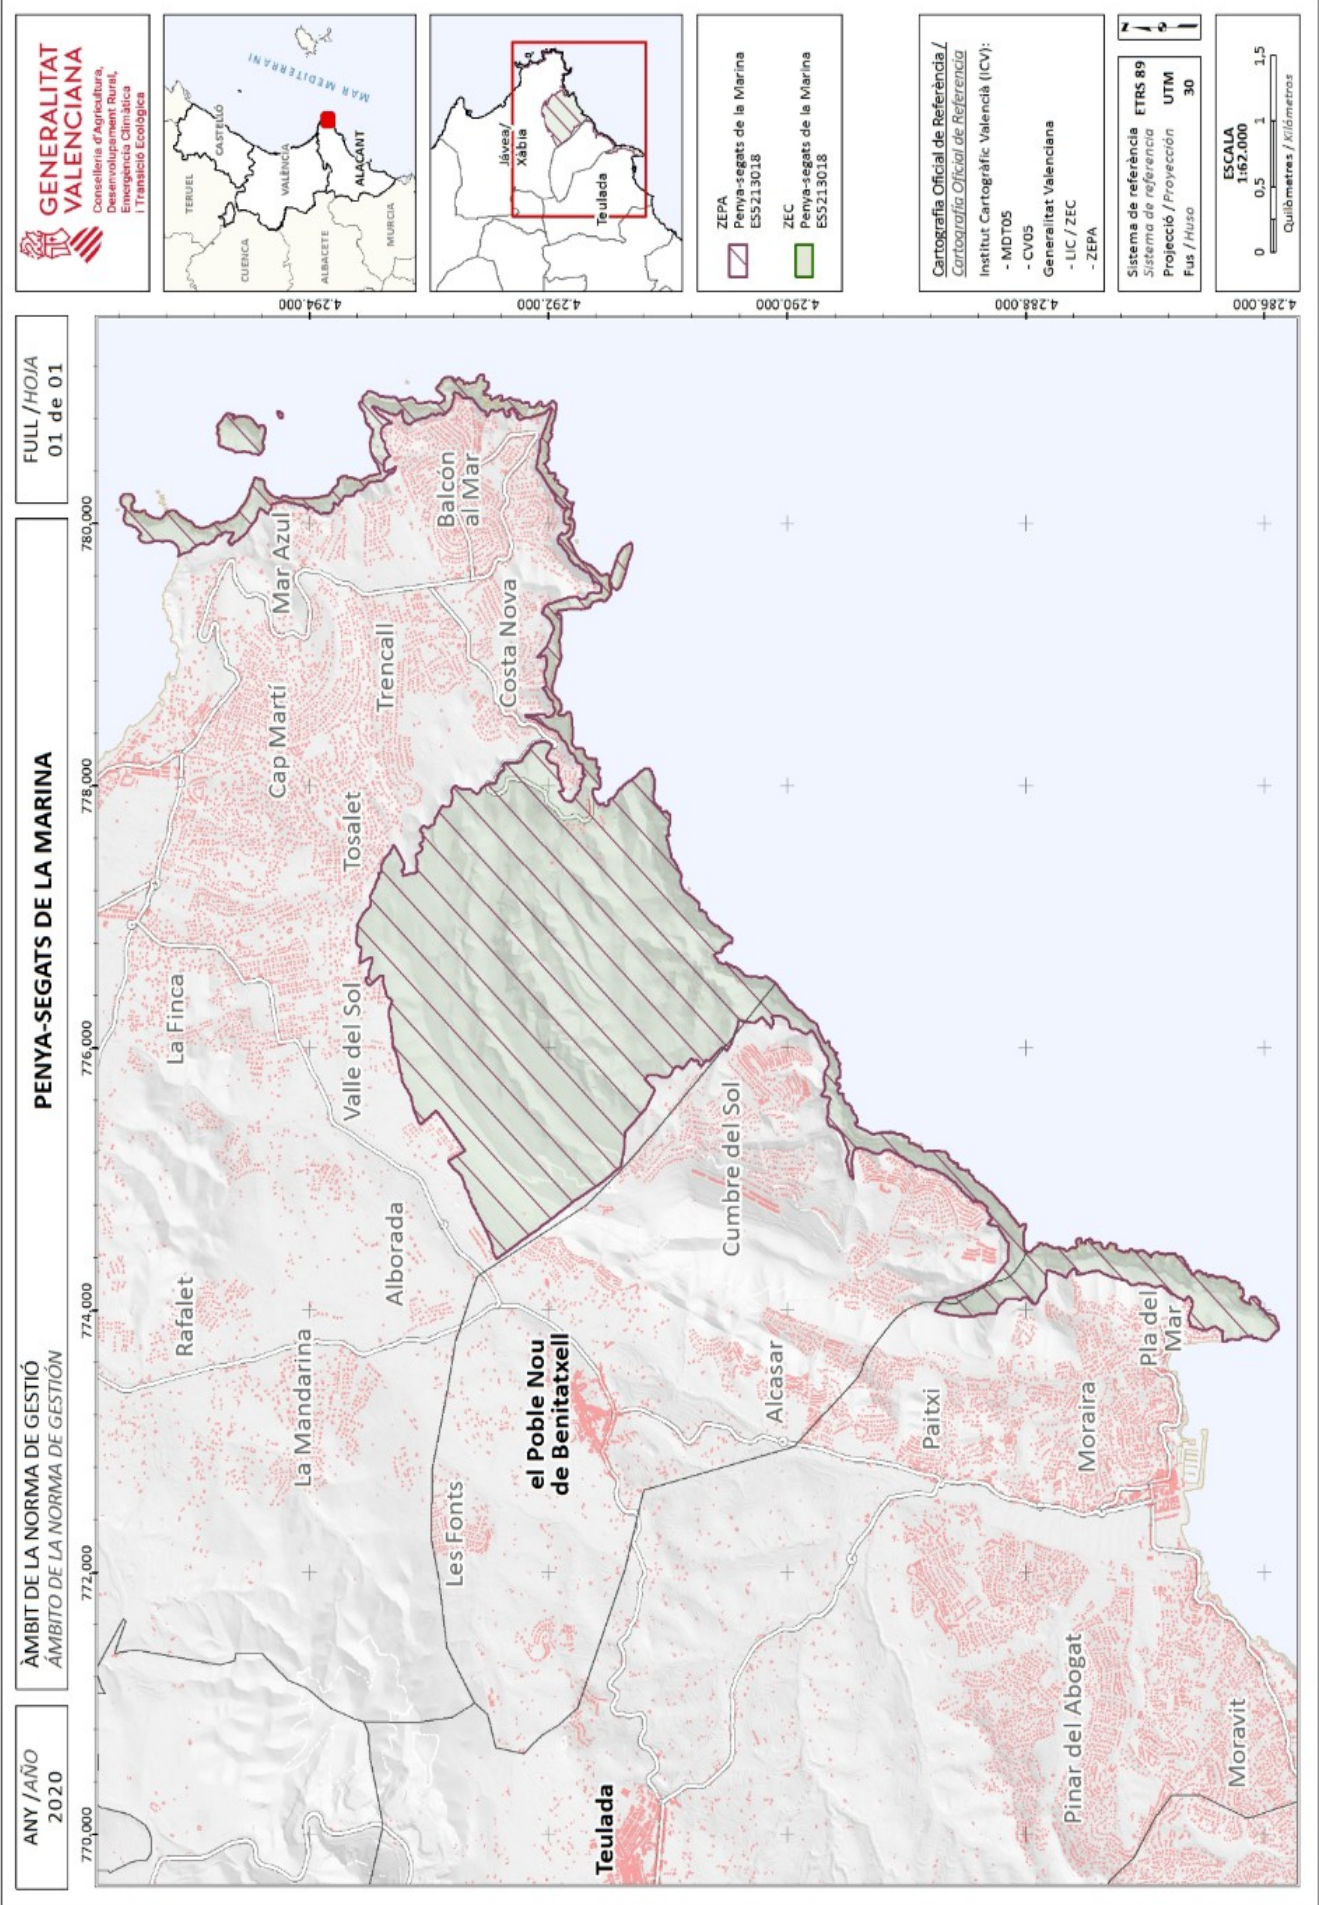 ANY / AÑO
2020
ÀMBIT DE LA NORMA DE GESTIÓ
ÁMBITO DE LA NORMA DE GESTIÓN
PENYA-SEGATS DE LA MARINA
FULL / HOJA
01 de 01
GENERALITAT
VALENCIANA
Conselleria d'Agricultura,
Desenvolupament Rural,
Emergència Climàtica
i Transició Ecològica
770.000
772.000
774.000
776.000
778.000
780.000
4.294.000
4.292.000
4.290.000
4.288.000
4.286.000
Rafalet
La Finca
La Mandarina
Cap Martí
Mar Azul
Alborada
Valle del Sol
Tosalet
Trencall
Les Fonts
Balcón
al Mar
Costa Nova
el Poble Nou
de Benitatxell
Teulada
Cumbre del Sol
Alcasar
Paitxi
Moraira
Pla del
Mar
Pinar del Abogat
Moravit
TERUEL
CASTELLÓ
CUENCA
VALÈNCIA
ALBACETE
ALACANT
MURCIA
MAR MEDITERRANI
Jávea/
Xàbia
Teulada
ZEPA
Penya-segats de la Marina
ES5213018
ZEC
Penya-segats de la Marina
ES5213018
Cartografia Oficial de Referència /
Cartografía Oficial de Referencia
Institut Cartogràfic Valencià (ICV):
- MDT05
- CV05
Generalitat Valenciana
- LIC / ZEC
- ZEPA
Sistema de referència ETRS 89
Sistema de referencia
Projecció / Proyección UTM
Fus / Huso 30
N
ESCALA
1:62.000
0 0,5 1 1,5
Quilòmetres / Kilómetros